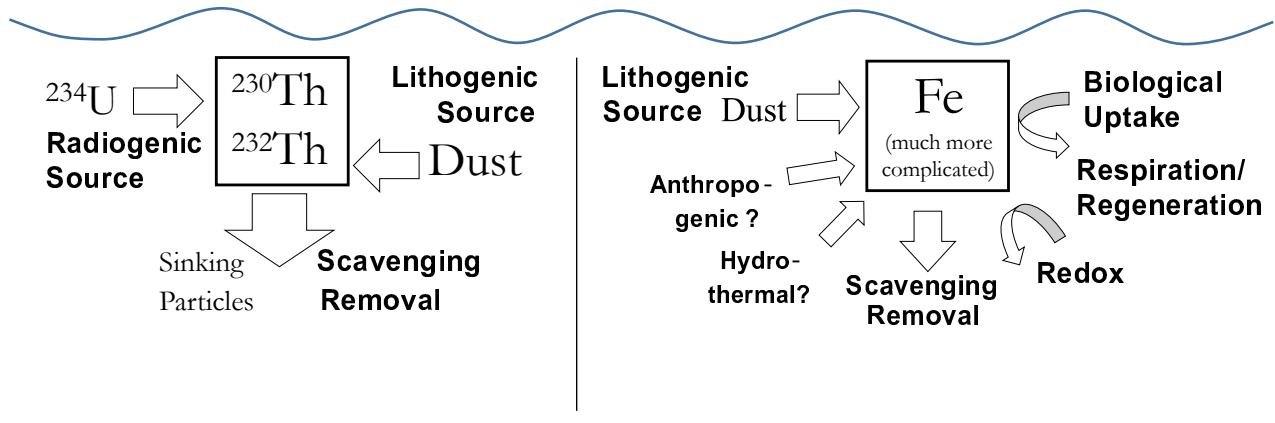 ²³⁴U
Radiogenic
Source
²³⁰Th
²³²Th
Lithogenic
Source
Dust
Sinking
Particles
Scavenging
Removal
Lithogenic
Source Dust
Anthropo-
genic ?
Hydro-
thermal?
Fe
(much more
complicated)
Scavenging
Removal
Biological
Uptake
Respiration/
Regeneration
Redox